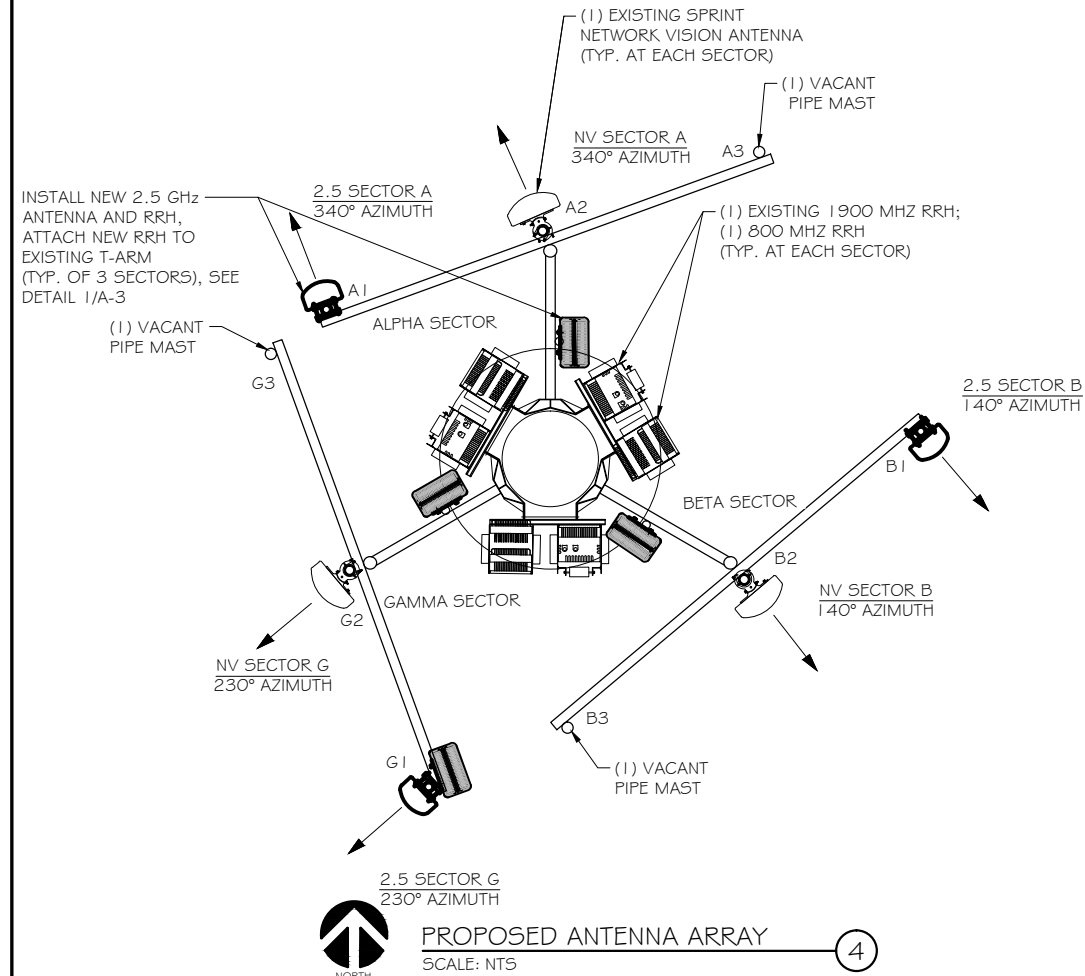 (1) EXISTING SPRINT
NETWORK VISION ANTENNA
(TYP. AT EACH SECTOR)
(1) VACANT
PIPE MAST
NV SECTOR A
340° AZIMUTH
A3
INSTALL NEW 2.5 GHz
ANTENNA AND RRH,
ATTACH NEW RRH TO
EXISTING T-ARM
(TYP. OF 3 SECTORS), SEE
DETAIL 1/A-3
2.5 SECTOR A
340° AZIMUTH
A2
(1) EXISTING 1900 MHZ RRH;
(1) 800 MHZ RRH
(TYP. AT EACH SECTOR)
A1
ALPHA SECTOR
(1) VACANT
PIPE MAST
G3
2.5 SECTOR B
140° AZIMUTH
B1
BETA SECTOR
B2
NV SECTOR B
140° AZIMUTH
GAMMA SECTOR
G2
NV SECTOR G
230° AZIMUTH
B3
(1) VACANT
PIPE MAST
G1
2.5 SECTOR G
230° AZIMUTH
NORTH
PROPOSED ANTENNA ARRAY
4
SCALE: NTS